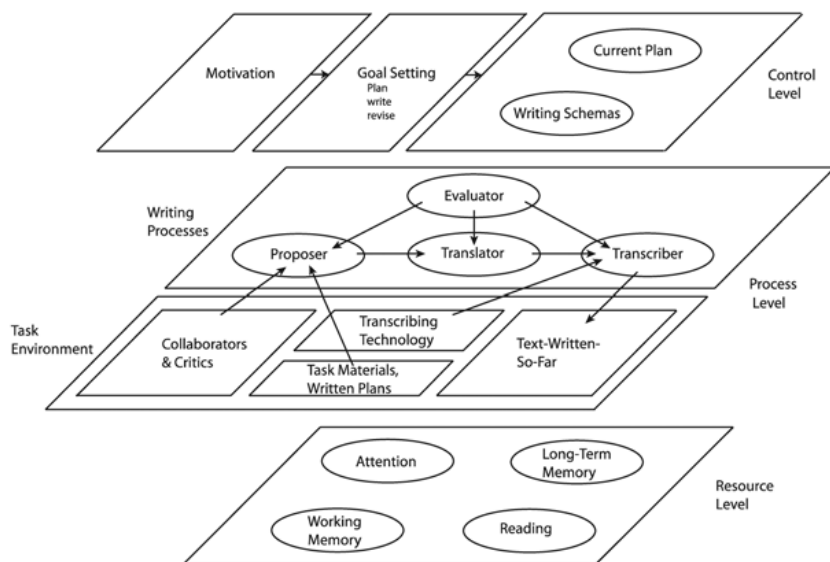 Motivation
Goal Setting
Plan
write
revise
Current Plan
Writing Schemas
Control
Level
Writing
Processes
Evaluator
Proposer
Translator
Transcriber
Process
Level
Task
Environment
Collaborators
& Critics
Transcribing
Technology
Task Materials,
Written Plans
Text-Written-
So-Far
Attention
Long-Term
Memory
Working
Memory
Reading
Resource
Level